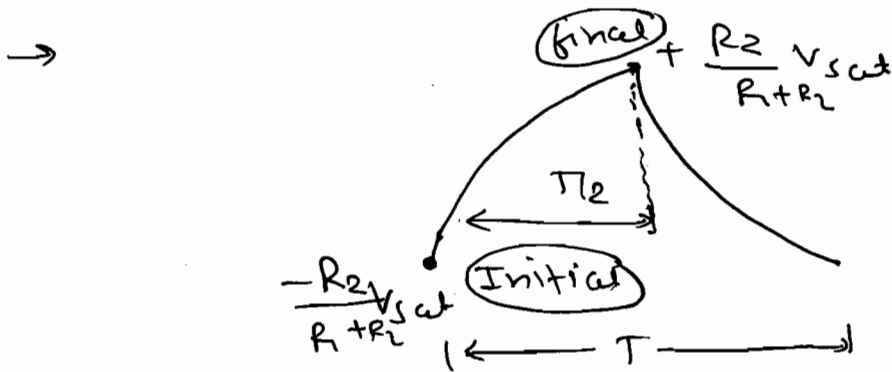 → final + R2/(R1+R2) Vsat
T/2
-R2/(R1+R2) Vsat Initial
T